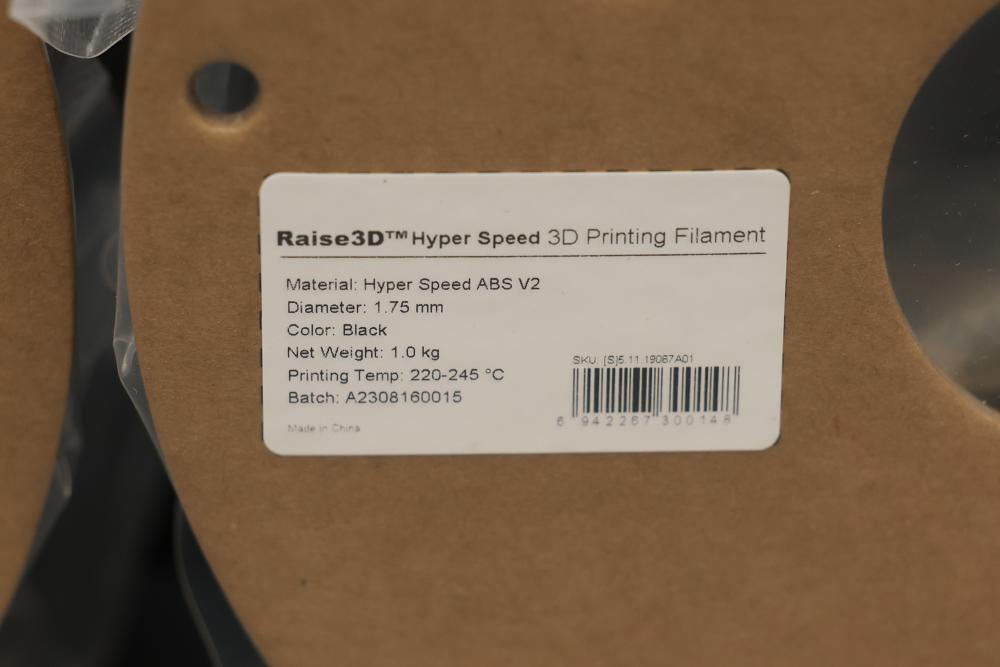 Raise3D™ Hyper Speed 3D Printing Filament
Material: Hyper Speed ABS V2
Diameter: 1.75 mm
Color: Black
Net Weight: 1.0 kg
Printing Temp: 220-245 °C
Batch: A2308160015
Made in China
SKU: [S]5.11.19067A01
6 942267 300148